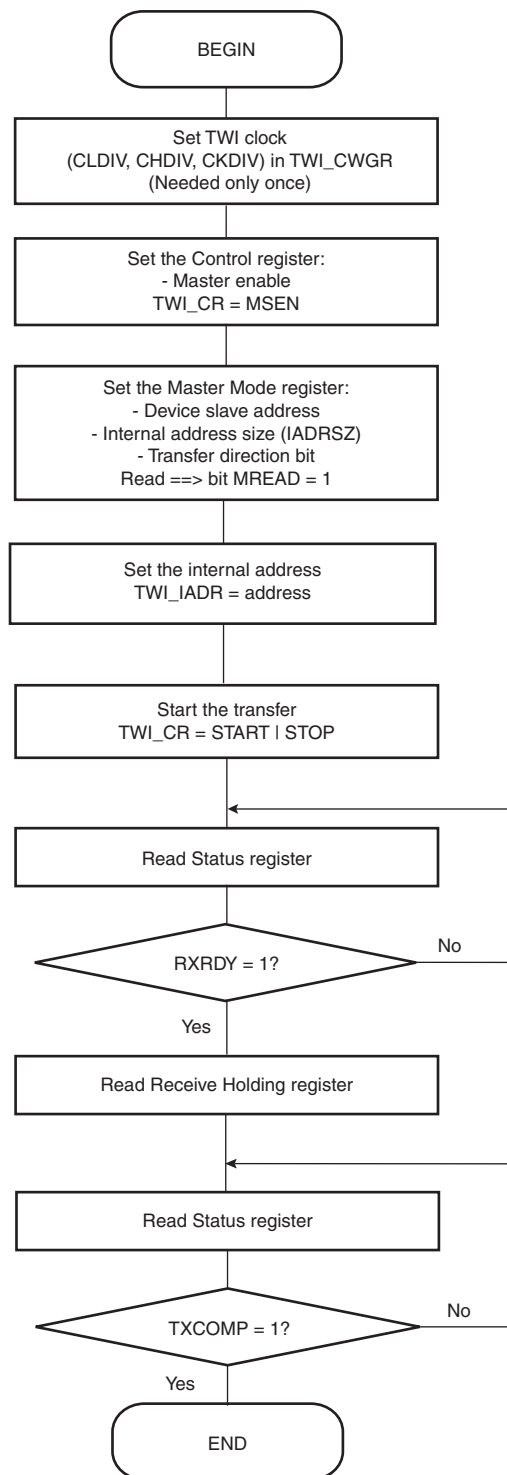 BEGIN
Set TWI clock
(CLDIV, CHDIV, CKDIV) in TWI_CWGR
(Needed only once)
Set the Control register:
- Master enable
TWI_CR = MSEN
Set the Master Mode register:
- Device slave address
- Internal address size (IADRSZ)
- Transfer direction bit
Read ==> bit MREAD = 1
Set the internal address
TWI_IADR = address
Start the transfer
TWI_CR = START | STOP
Read Status register
RXRDY = 1?
No
Yes
Read Receive Holding register
Read Status register
TXCOMP = 1?
No
Yes
END